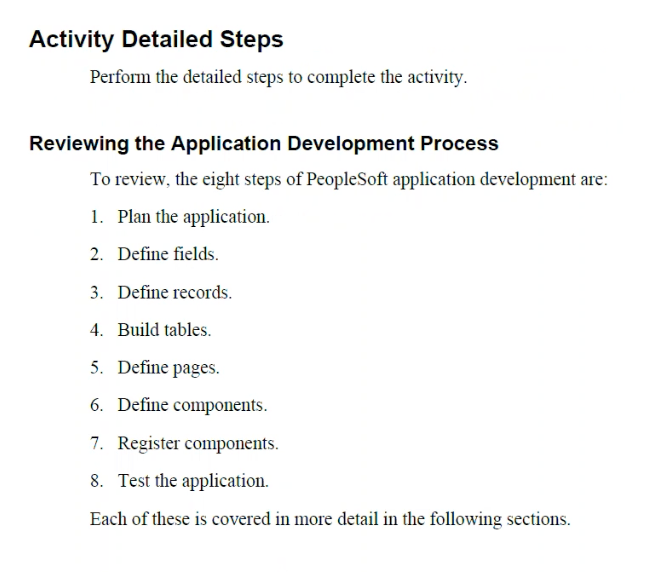 Activity Detailed Steps
Perform the detailed steps to complete the activity.
Reviewing the Application Development Process
To review, the eight steps of PeopleSoft application development are:
1. Plan the application.
2. Define fields.
3. Define records.
4. Build tables.
5. Define pages.
6. Define components.
7. Register components.
8. Test the application.
Each of these is covered in more detail in the following sections.